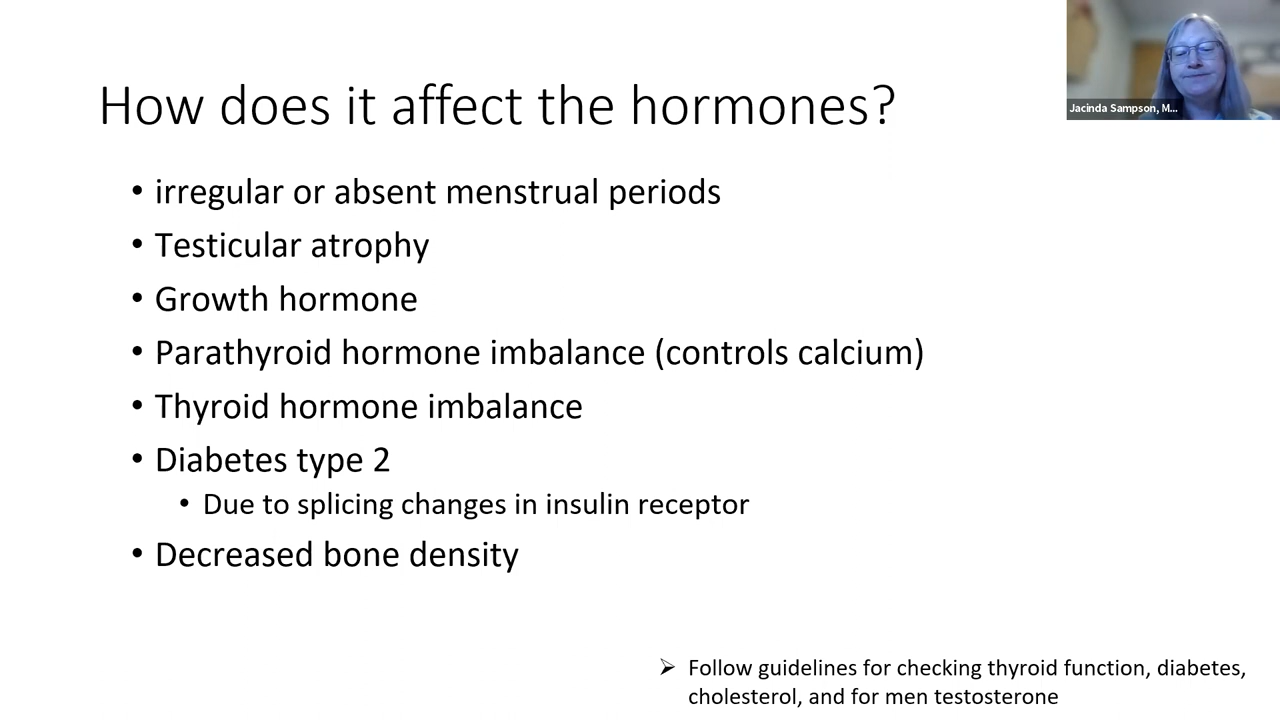 How does it affect the hormones?
Jacinda Sampson, M...
• irregular or absent menstrual periods
• Testicular atrophy
• Growth hormone
• Parathyroid hormone imbalance (controls calcium)
• Thyroid hormone imbalance
• Diabetes type 2
• Due to splicing changes in insulin receptor
• Decreased bone density
➢ Follow guidelines for checking thyroid function, diabetes,
cholesterol, and for men testosterone